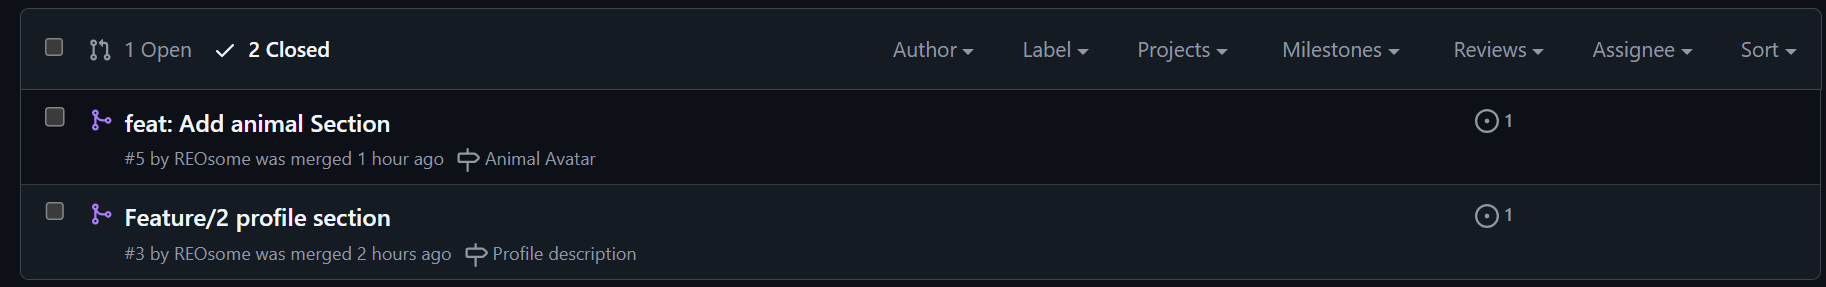 1 Open 2 Closed Author Label Projects Milestones Reviews Assignee Sort
feat: Add animal Section 1
#5 by REOsome was merged 1 hour ago Animal Avatar
Feature/2 profile section 1
#3 by REOsome was merged 2 hours ago Profile description